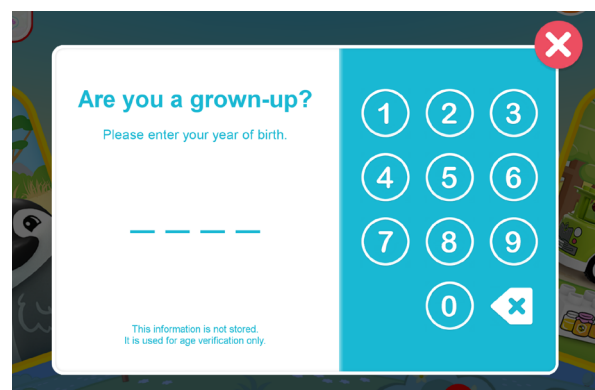 Are you a grown-up?
Please enter your year of birth.
This information is not stored.
It is used for age verification only.
1 2 3
4 5 6
7 8 9
0